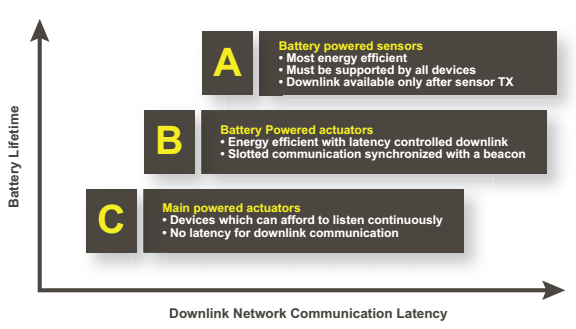 Battery Lifetime
A
Battery powered sensors
• Most energy efficient
• Must be supported by all devices
• Downlink available only after sensor TX
B
Battery Powered actuators
• Energy efficient with latency controlled downlink
• Slotted communication synchronized with a beacon
C
Main powered actuators
• Devices which can afford to listen continuously
• No latency for downlink communication
Downlink Network Communication Latency